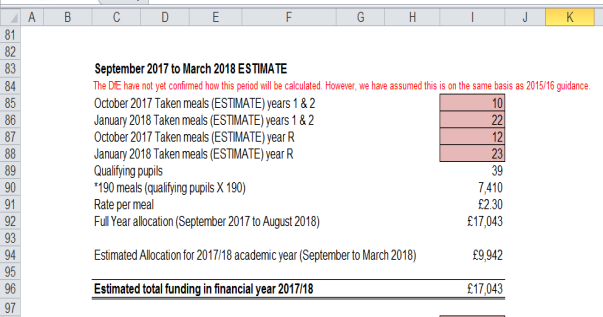 A B C D E F G H I J K
81
82
83 September 2017 to March 2018 ESTIMATE
84 The DfE have not yet confirmed how this period will be calculated. However, we have assumed this is on the same basis as 2015/16 guidance.
85 October 2017 Taken meals (ESTIMATE) years 1 & 2 10
86 January 2018 Taken meals (ESTIMATE) years 1 & 2 22
87 October 2017 Taken meals (ESTIMATE) year R 12
88 January 2018 Taken meals (ESTIMATE) year R 23
89 Qualifying pupils 39
90 *190 meals (qualifying pupils X 190) 7,410
91 Rate per meal £2.30
92 Full Year allocation (September 2017 to August 2018) £17,043
93
94 Estimated Allocation for 2017/18 academic year (September to March 2018) £9,942
95
96 Estimated total funding in financial year 2017/18 £17,043
97